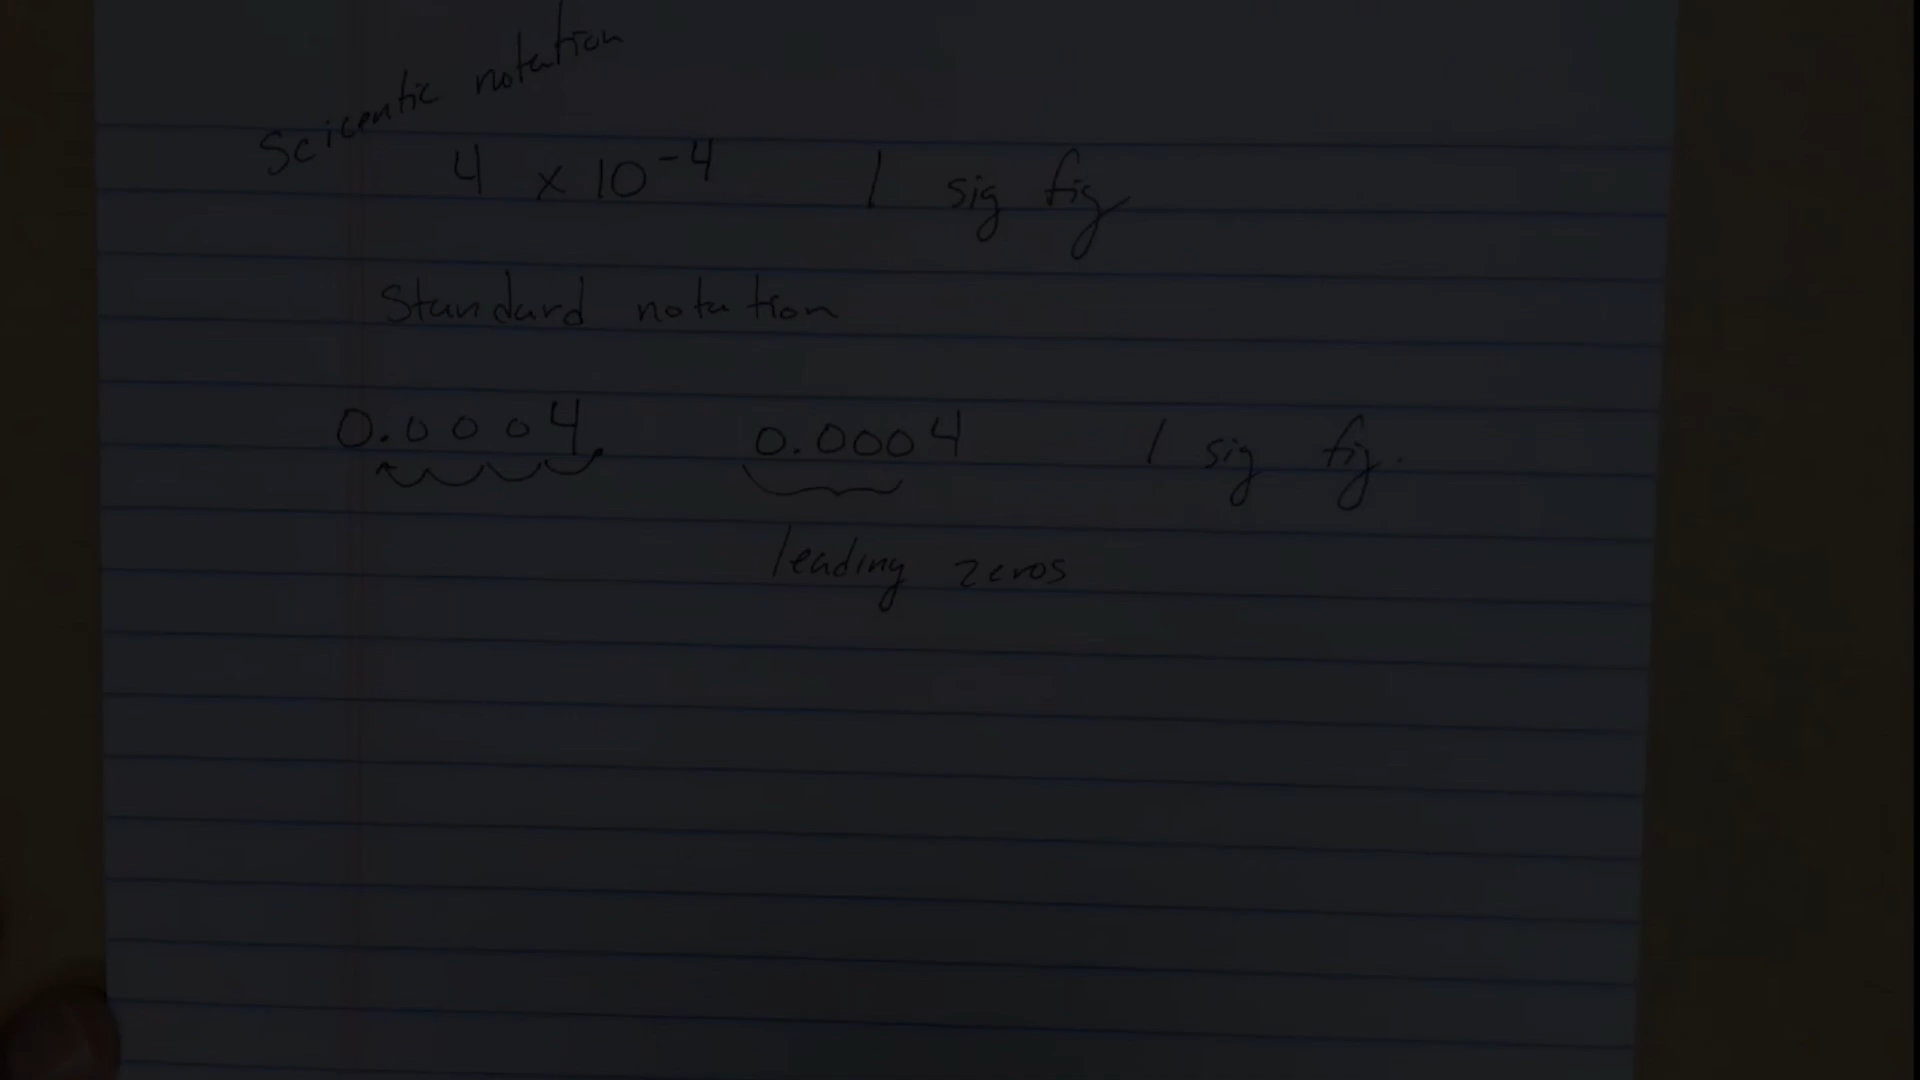 Scicentic notation
4 x 10⁻⁴ 1 sig fig
Standard notation
0.0004 0.0004 1 sig fig.
leading zeros